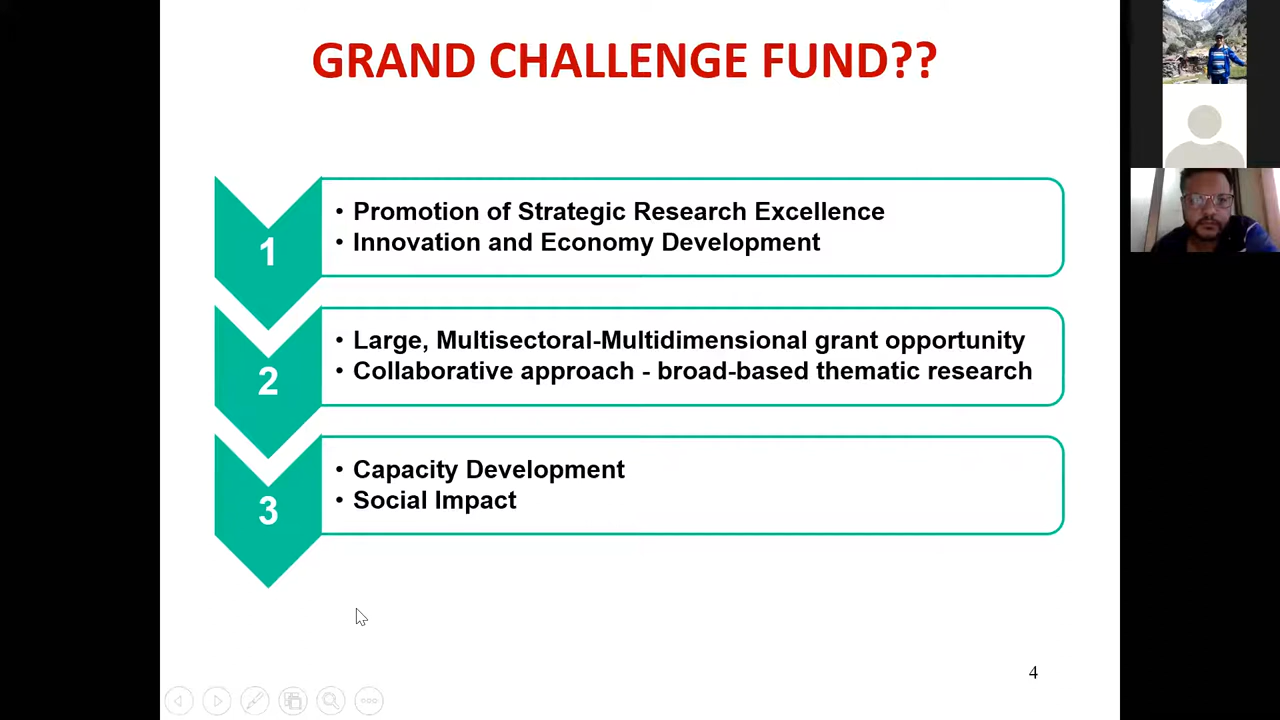 GRAND CHALLENGE FUND??
1
• Promotion of Strategic Research Excellence
• Innovation and Economy Development
2
• Large, Multisectoral-Multidimensional grant opportunity
• Collaborative approach - broad-based thematic research
3
• Capacity Development
• Social Impact
4